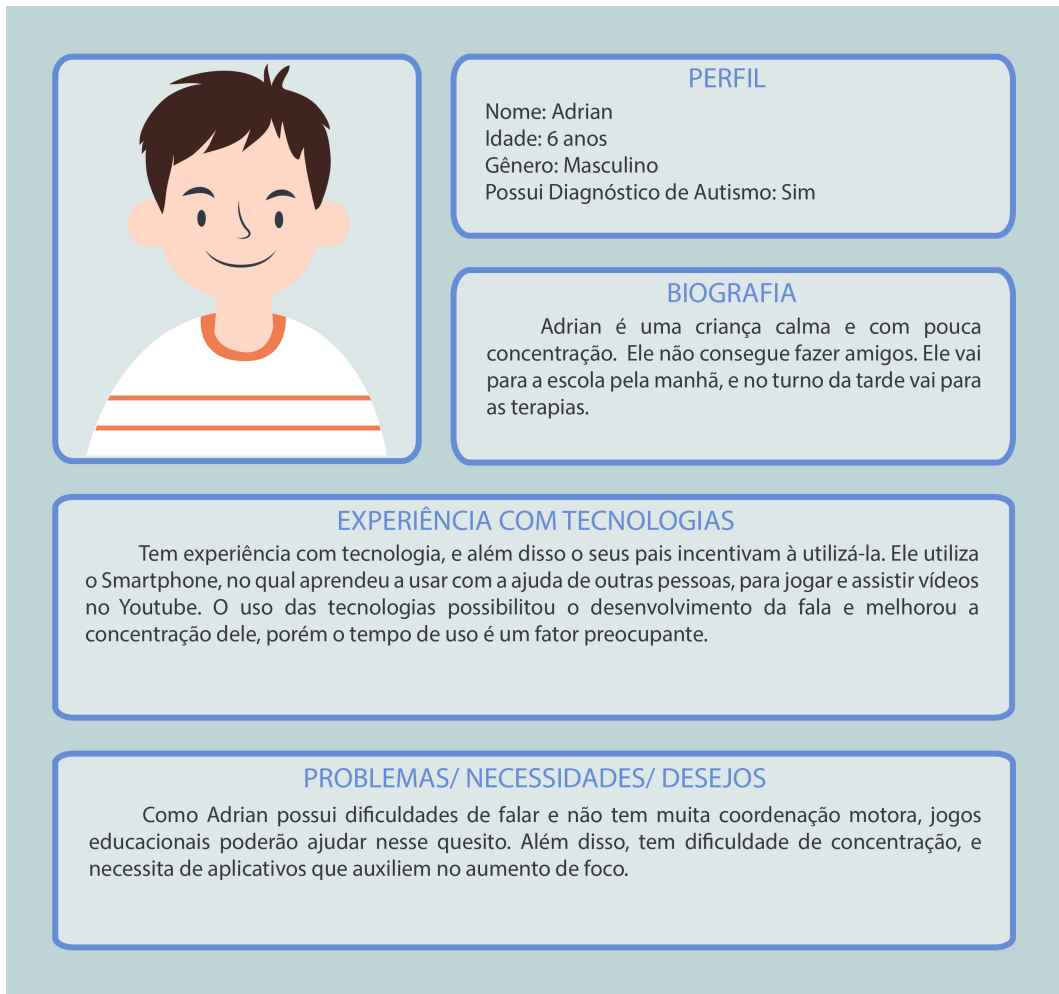 PERFIL
Nome: Adrian
Idade: 6 anos
Gênero: Masculino
Possui Diagnóstico de Autismo: Sim
BIOGRAFIA
Adrian é uma criança calma e com pouca
concentração. Ele não consegue fazer amigos. Ele vai
para a escola pela manhã, e no turno da tarde vai para
as terapias.
EXPERIÊNCIA COM TECNOLOGIAS
Tem experiência com tecnologia, e além disso o seus pais incentivam à utilizá-la. Ele utiliza
o Smartphone, no qual aprendeu a usar com a ajuda de outras pessoas, para jogar e assistir vídeos
no Youtube. O uso das tecnologias possibilitou o desenvolvimento da fala e melhorou a
concentração dele, porém o tempo de uso é um fator preocupante.
PROBLEMAS/ NECESSIDADES/ DESEJOS
Como Adrian possui dificuldades de falar e não tem muita coordenação motora, jogos
educacionais poderão ajudar nesse quesito. Além disso, tem dificuldade de concentração, e
necessita de aplicativos que auxiliem no aumento de foco.